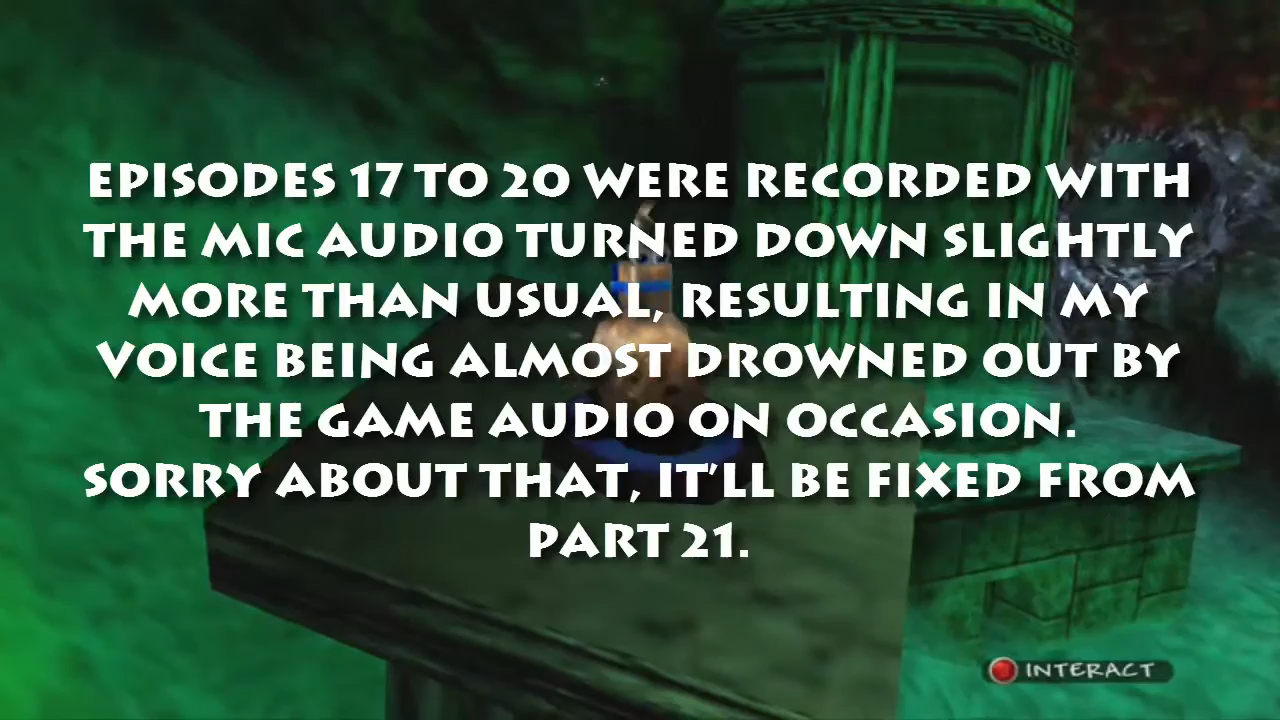 EPISODES 17 TO 20 WERE RECORDED WITH
THE MIC AUDIO TURNED DOWN SLIGHTLY
MORE THAN USUAL, RESULTING IN MY
VOICE BEING ALMOST DROWNED OUT BY
THE GAME AUDIO ON OCCASION.
SORRY ABOUT THAT, IT'LL BE FIXED FROM
PART 21.
INTERACT